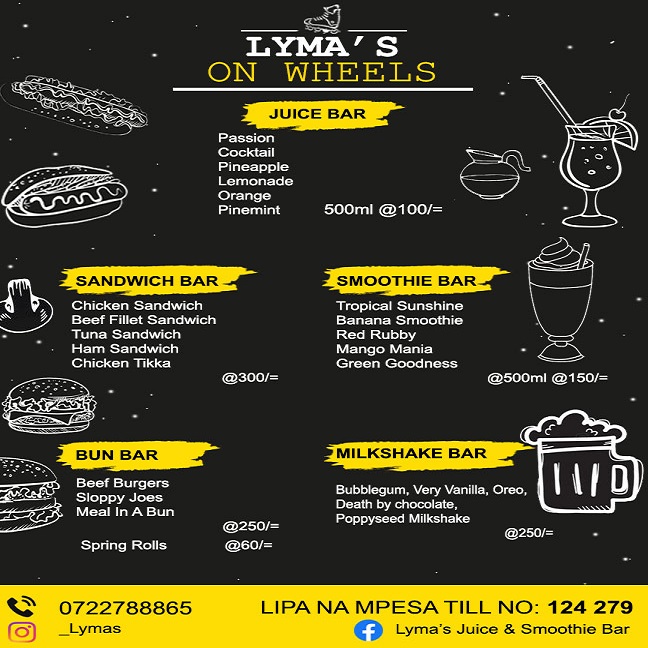 LYMA'S
ON WHEELS
JUICE BAR
Passion
Cocktail
Pineapple
Lemonade
Orange
Pinemint 500ml @100/=
SANDWICH BAR
Chicken Sandwich
Beef Fillet Sandwich
Tuna Sandwich
Ham Sandwich
Chicken Tikka
@300/=
SMOOTHIE BAR
Tropical Sunshine
Banana Smoothie
Red Rubby
Mango Mania
Green Goodness
@500ml @150/=
BUN BAR
Beef Burgers
Sloppy Joes
Meal In A Bun
@250/=
Spring Rolls @60/=
MILKSHAKE BAR
Bubblegum, Very Vanilla, Oreo,
Death by chocolate,
Poppyseed Milkshake
@250/=
0722788865
LIPA NA MPESA TILL NO: 124 279
_Lymas
Lyma's Juice & Smoothie Bar